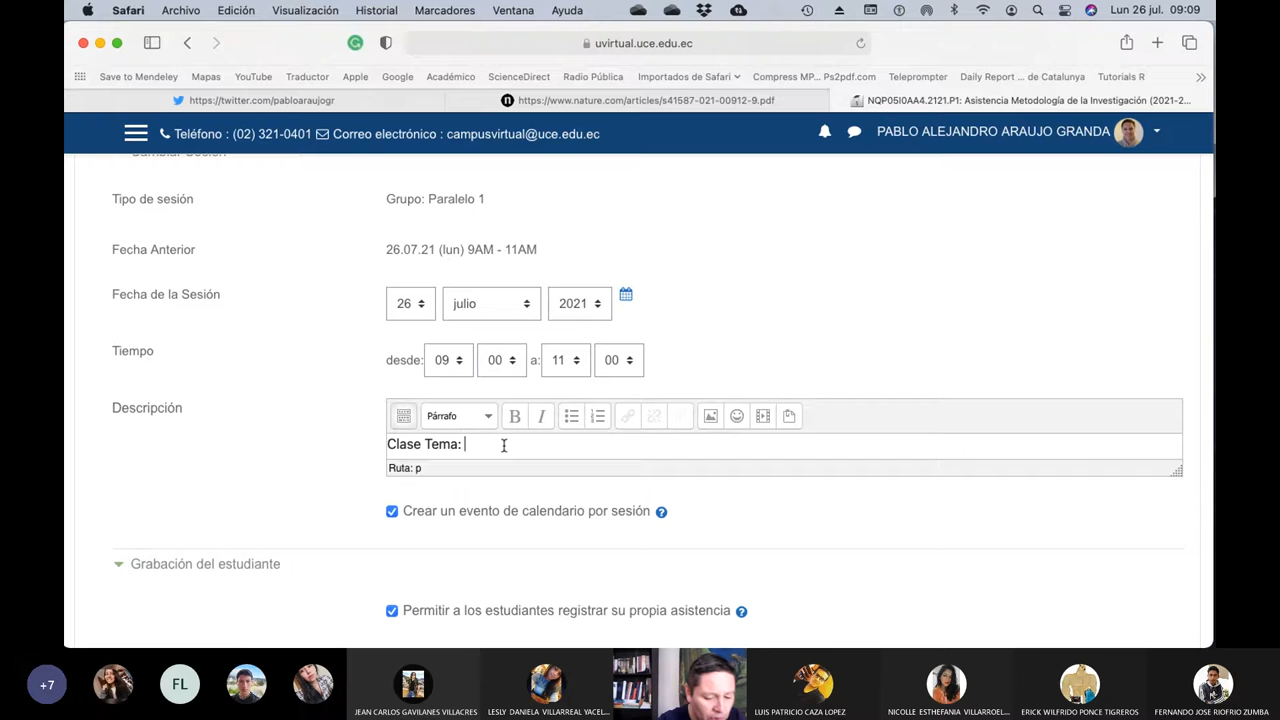 Safari Archivo Edición Visualización Historial Marcadores Ventana Ayuda Lun 26 jul. 09:09
uvirtual.uce.edu.ec
Save to Mendeley Mapas YouTube Traductor Apple Google Académico ScienceDirect Radio Pública Importados de Safari Compress MP... Ps2pdf.com Teleprompter Daily Report ... de Catalunya Tutorials R
https://twitter.com/pabloaraujogr https://www.nature.com/articles/s41587-021-00912-9.pdf NQP05I0AA4.2121.P1: Asistencia Metodología de la Investigación (2021-2...
Teléfono : (02) 321-0401 Correo electrónico : campusvirtual@uce.edu.ec PABLO ALEJANDRO ARAUJO GRANDA
Cambiar Sesión
Tipo de sesión Grupo: Paralelo 1
Fecha Anterior 26.07.21 (lun) 9AM - 11AM
Fecha de la Sesión 26 julio 2021
Tiempo desde: 09 00 a: 11 00
Descripción Párrafo B I
Clase Tema:
Ruta: p
Crear un evento de calendario por sesión
Grabación del estudiante
Permitir a los estudiantes registrar su propia asistencia
+7 FL JEAN CARLOS GAVILANES VILLACRES LESLY DANIELA VILLARREAL YACEL... LUIS PATRICIO CAZA LOPEZ NICOLLE ESTHEFANIA VILLARROEL... ERICK WILFRIDO PONCE TIGREROS FERNANDO JOSE RIOFRIO ZUMBA